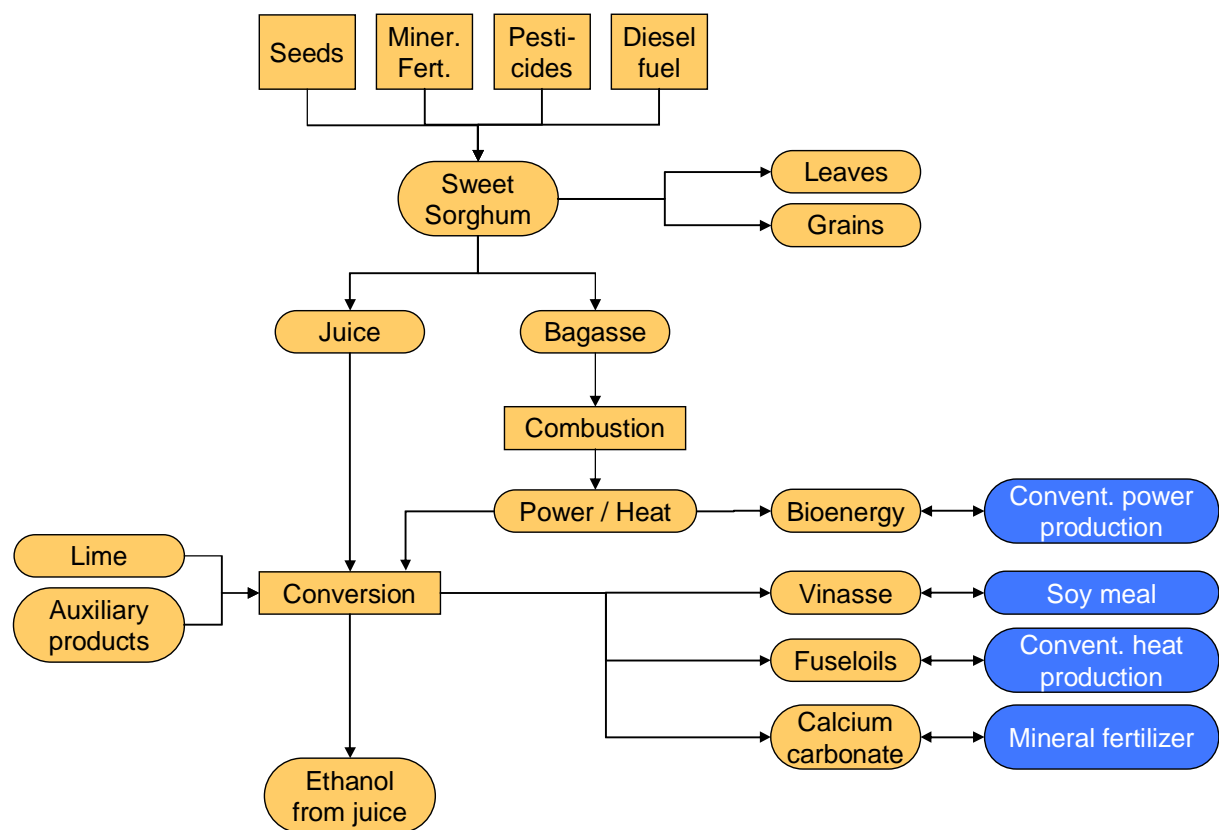 Seeds
Miner.
Fert.
Pesti-
cides
Diesel
fuel
Sweet
Sorghum
Leaves
Grains
Juice
Bagasse
Combustion
Power / Heat
Bioenergy
Convent. power
production
Lime
Auxiliary
products
Conversion
Vinasse
Soy meal
Fuseloils
Convent. heat
production
Calcium
carbonate
Mineral fertilizer
Ethanol
from juice